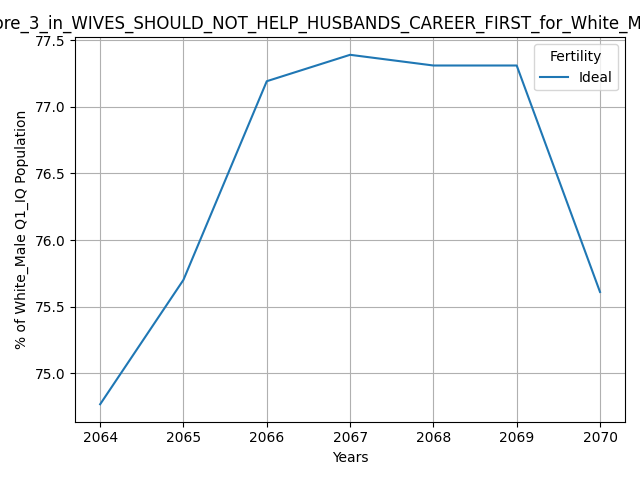 ore_3_in_WIVES_SHOULD_NOT_HELP_HUSBANDS_CAREER_FIRST_for_White_M
77.5
77.0
76.5
76.0
75.5
75.0
% of White_Male Q1_IQ Population
Fertility
Ideal
2064 2065 2066 2067 2068 2069 2070
Years